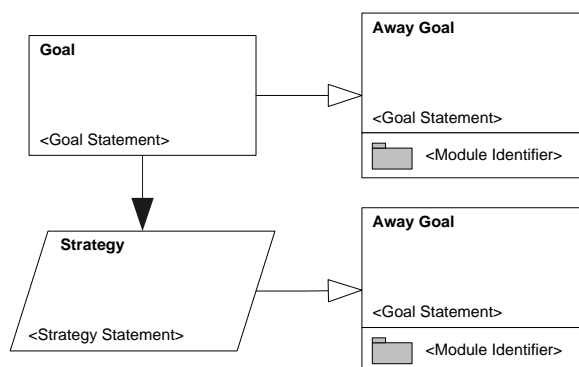 Goal
<Goal Statement>
Away Goal
<Goal Statement>
<Module Identifier>
Strategy
<Strategy Statement>
Away Goal
<Goal Statement>
<Module Identifier>